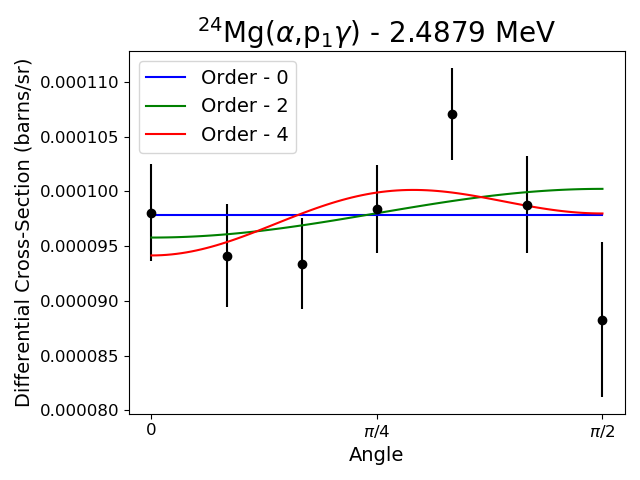 ²⁴Mg(α,p₁γ) - 2.4879 MeV
Order - 0
Order - 2
Order - 4
Differential Cross-Section (barns/sr)
0.000110
0.000105
0.000100
0.000095
0.000090
0.000085
0.000080
0
π/4
π/2
Angle